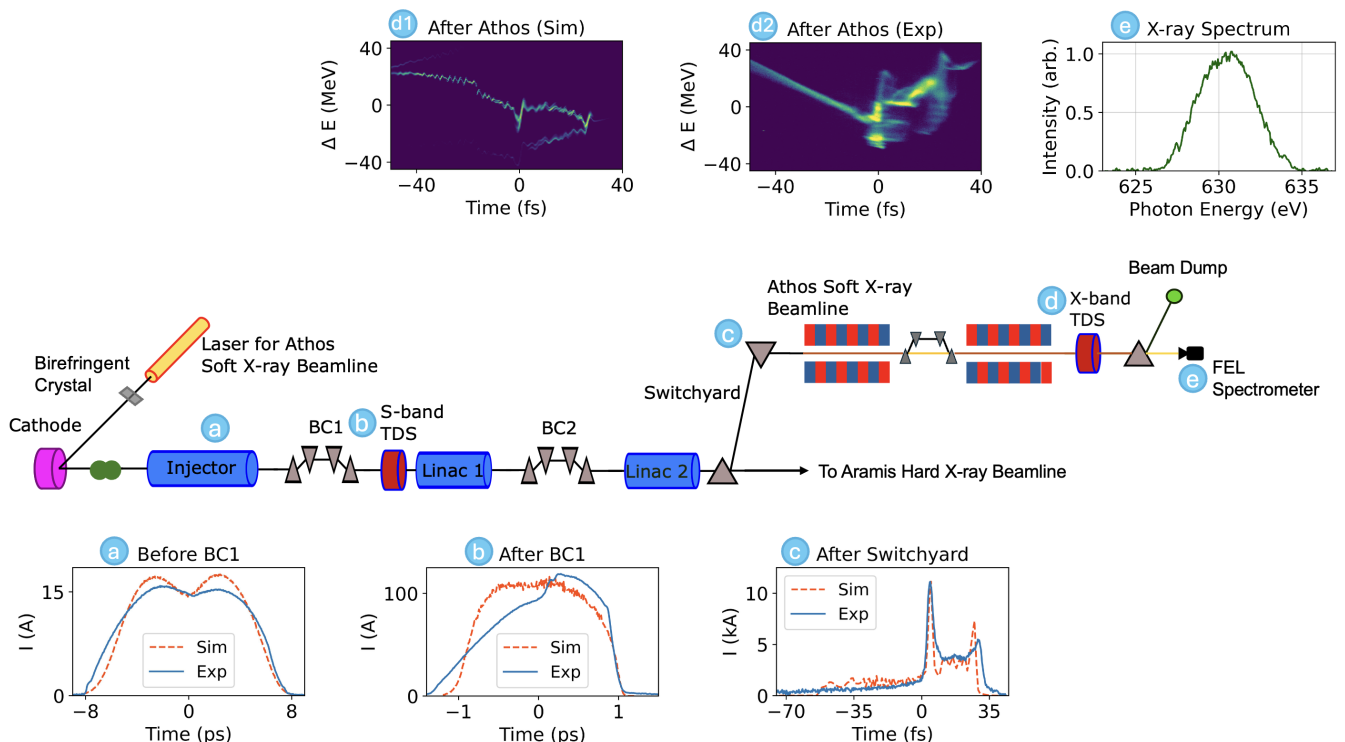 d1 After Athos (Sim)
40
0
−40
Δ E (MeV)
−40 0 40
Time (fs)
d2 After Athos (Exp)
40
0
−40
Δ E (MeV)
−40 0 40
Time (fs)
e X-ray Spectrum
1.0
0.5
0.0
Intensity (arb.)
625 630 635
Photon Energy (eV)
Beam Dump
Athos Soft X-ray
Beamline
d X-band
TDS
c
Laser for Athos
Soft X-ray Beamline
Birefringent
Crystal
FEL
e Spectrometer
Switchyard
Cathode
a
BC1
b S-band
TDS
BC2
Injector
Linac 1
Linac 2
To Aramis Hard X-ray Beamline
a Before BC1
15
0
I (A)
Sim
Exp
−8 0 8
Time (ps)
b After BC1
100
0
I (A)
Sim
Exp
−1 0 1
Time (ps)
c After Switchyard
10
5
0
I (kA)
Sim
Exp
−70 −35 0 35
Time (fs)